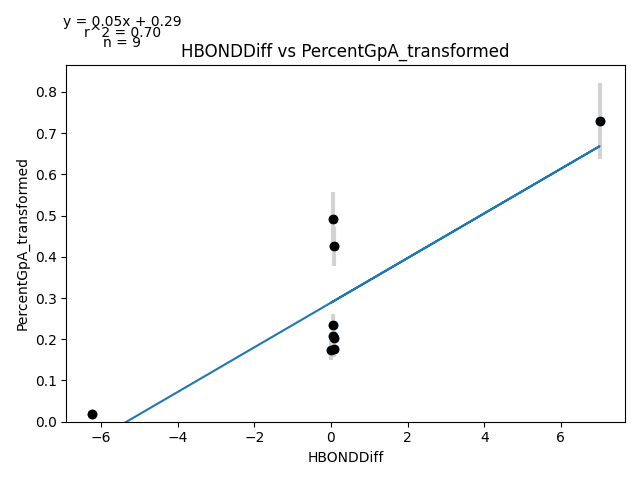 y = 0.05x + 0.29
r^2 = 0.70
n = 9
HBONDDiff vs PercentGpA_transformed
PercentGpA_transformed
0.8
0.7
0.6
0.5
0.4
0.3
0.2
0.1
0.0
−6
−4
−2
0
2
4
6
HBONDDiff